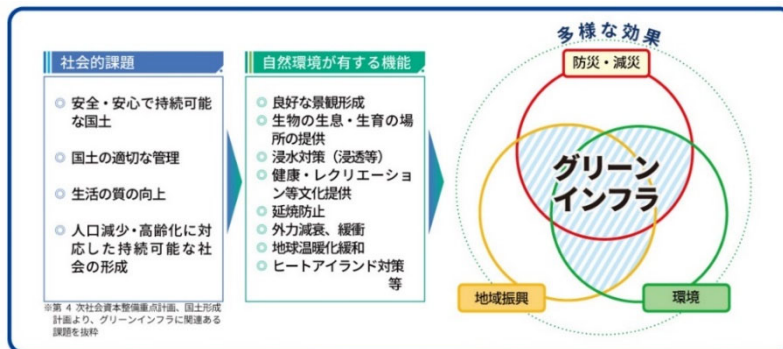 社会的課題
◎ 安全・安心で持続可能
な国土
◎ 国土の適切な管理
◎ 生活の質の向上
◎ 人口減少・高齢化に対
応した持続可能な社
会の形成
※第 4 次社会資本整備重点計画、国土形成
計画より、グリーンインフラに関連ある
課題を抜粋
自然環境が有する機能
◎ 良好な景観形成
◎ 生物の生息・生育の場
所の提供
◎ 浸水対策（浸透等）
◎ 健康・レクリエーショ
ン等文化提供
◎ 延焼防止
◎ 外力減衰、緩衝
◎ 地球温暖化緩和
◎ ヒートアイランド対策
等
多様な効果
防災・減災
グリーン
インフラ
地域振興
環境